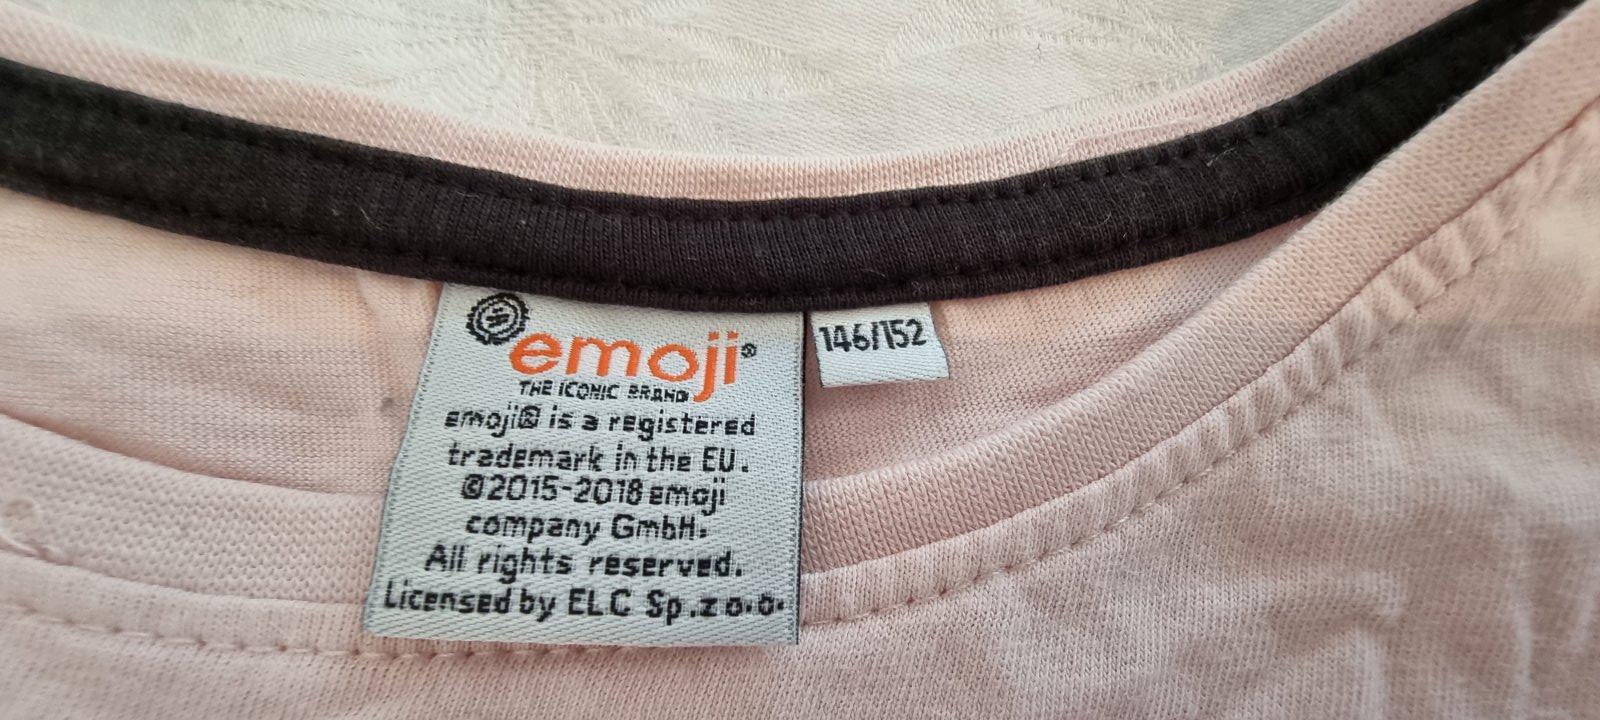 emoji®
THE ICONIC BRAND
emoji® is a registered
trademark in the EU.
©2015-2018 emoji
company GmbH.
All rights reserved.
Licensed by ELC Sp.z o.o.
146/152